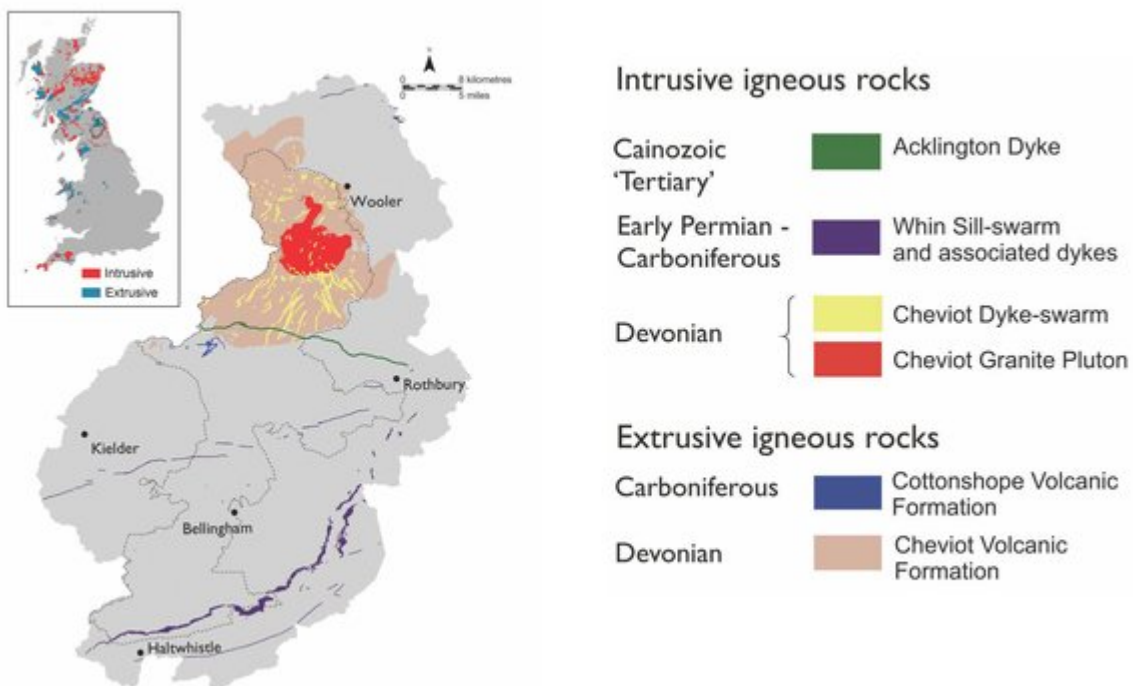 Intrusive
Extrusive
N
0 8 kilometres
0 5 miles
Wooler
Rothbury
Kielder
Bellingham
Haltwhistle
Intrusive igneous rocks
Cainozoic
'Tertiary'
Acklington Dyke
Early Permian -
Carboniferous
Whin Sill-swarm
and associated dykes
Devonian
Cheviot Dyke-swarm
Cheviot Granite Pluton
Extrusive igneous rocks
Carboniferous
Cottonshope Volcanic
Formation
Devonian
Cheviot Volcanic
Formation